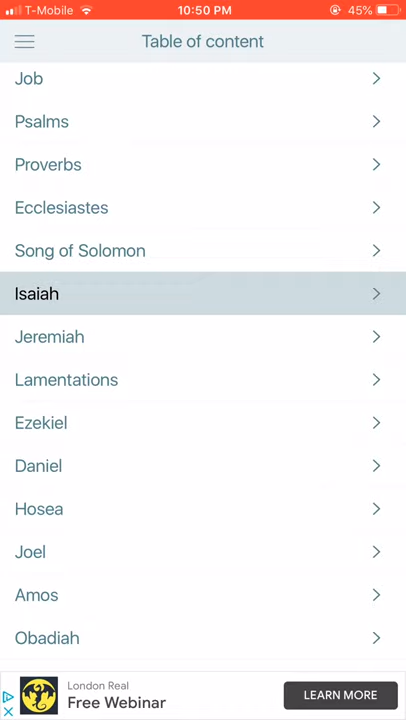 T-Mobile 10:50 PM 45%
Table of content
Job
Psalms
Proverbs
Ecclesiastes
Song of Solomon
Isaiah
Jeremiah
Lamentations
Ezekiel
Daniel
Hosea
Joel
Amos
Obadiah
London Real
Free Webinar
LEARN MORE